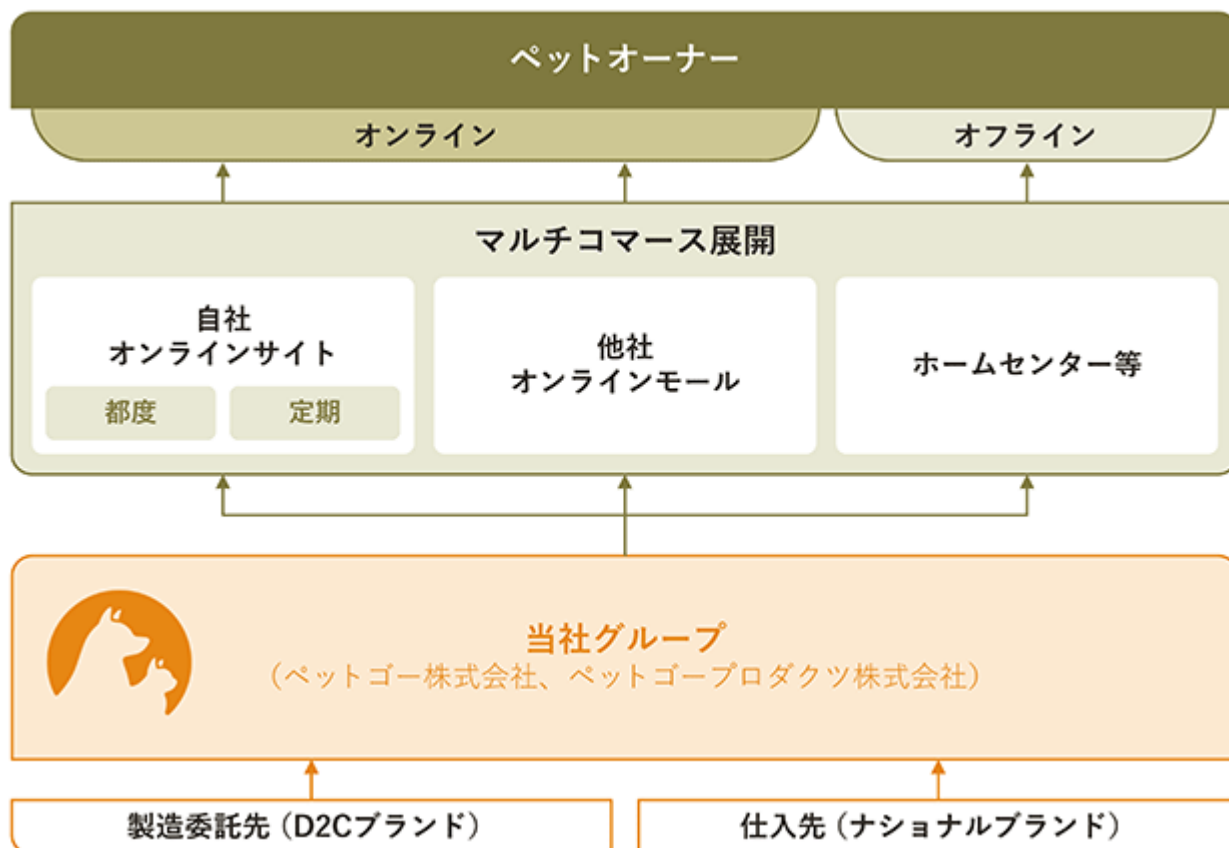 ペットオーナー
オンライン
オフライン
マルチコマース展開
自社
オンラインサイト
都度
定期
他社
オンラインモール
ホームセンター等
当社グループ
（ペットゴー株式会社、ペットゴープロダクツ株式会社）
製造委託先（D2Cブランド）
仕入先（ナショナルブランド）